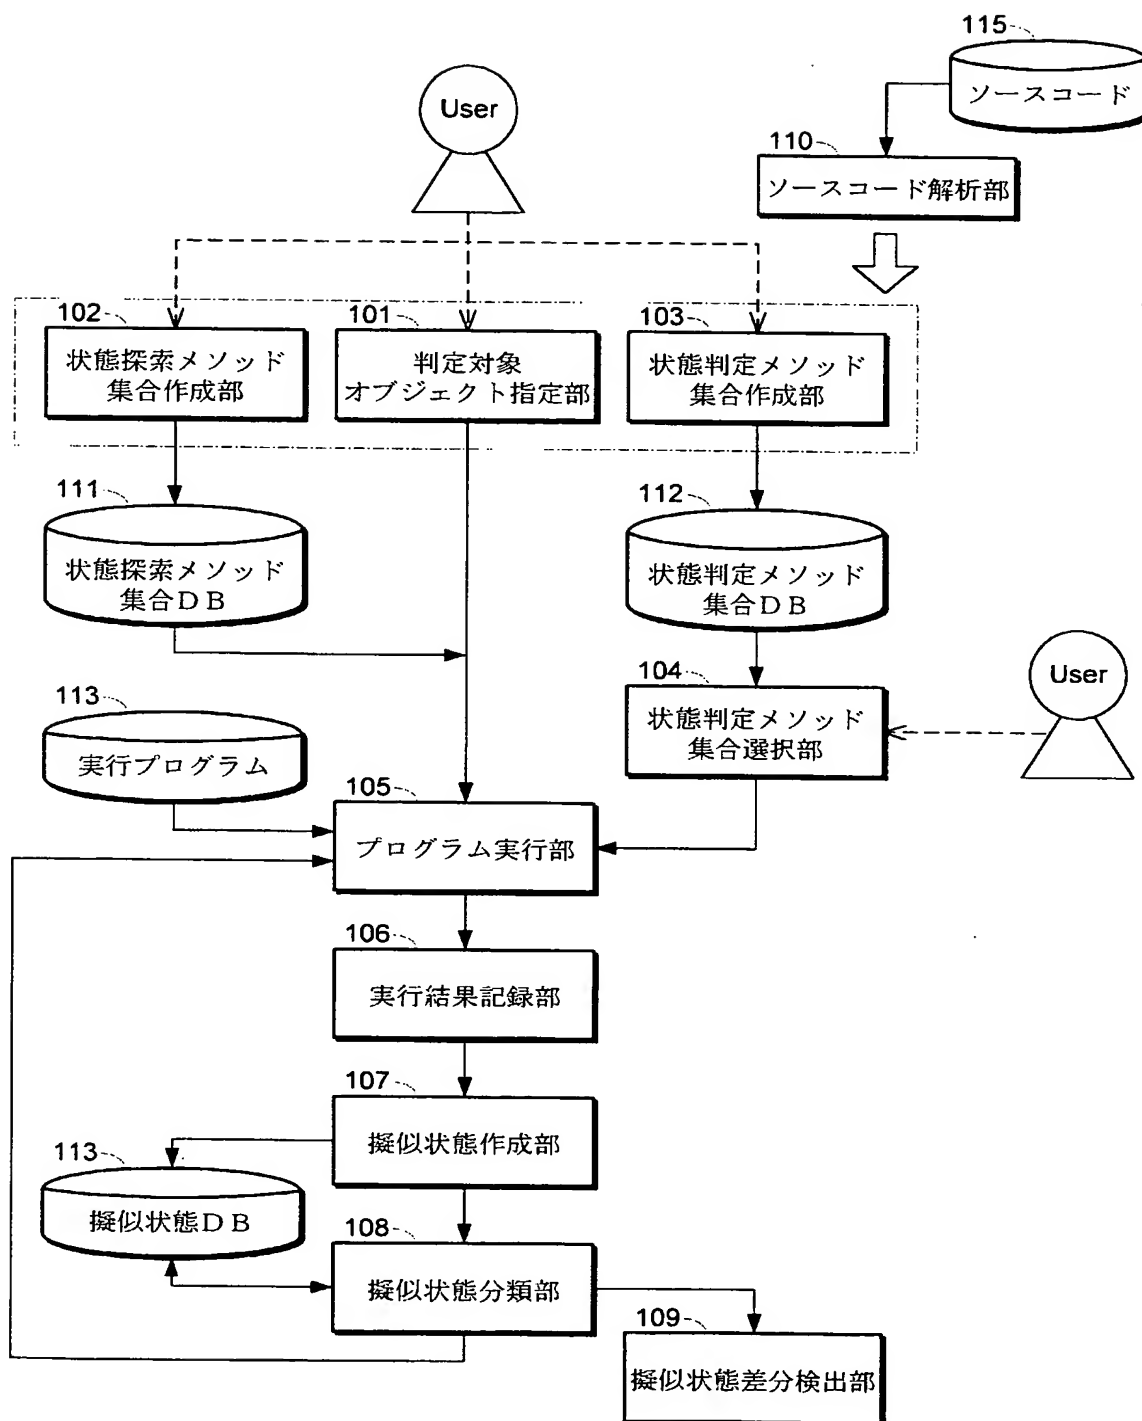 115
ソースコード
User
110
ソースコード解析部
102
状態探索メソッド
集合作成部
101
判定対象
オブジェクト指定部
103
状態判定メソッド
集合作成部
111
状態探索メソッド
集合ＤＢ
112
状態判定メソッド
集合ＤＢ
104
状態判定メソッド
集合選択部
User
113
実行プログラム
105
プログラム実行部
106
実行結果記録部
107
擬似状態作成部
113
擬似状態ＤＢ
108
擬似状態分類部
109
擬似状態差分検出部